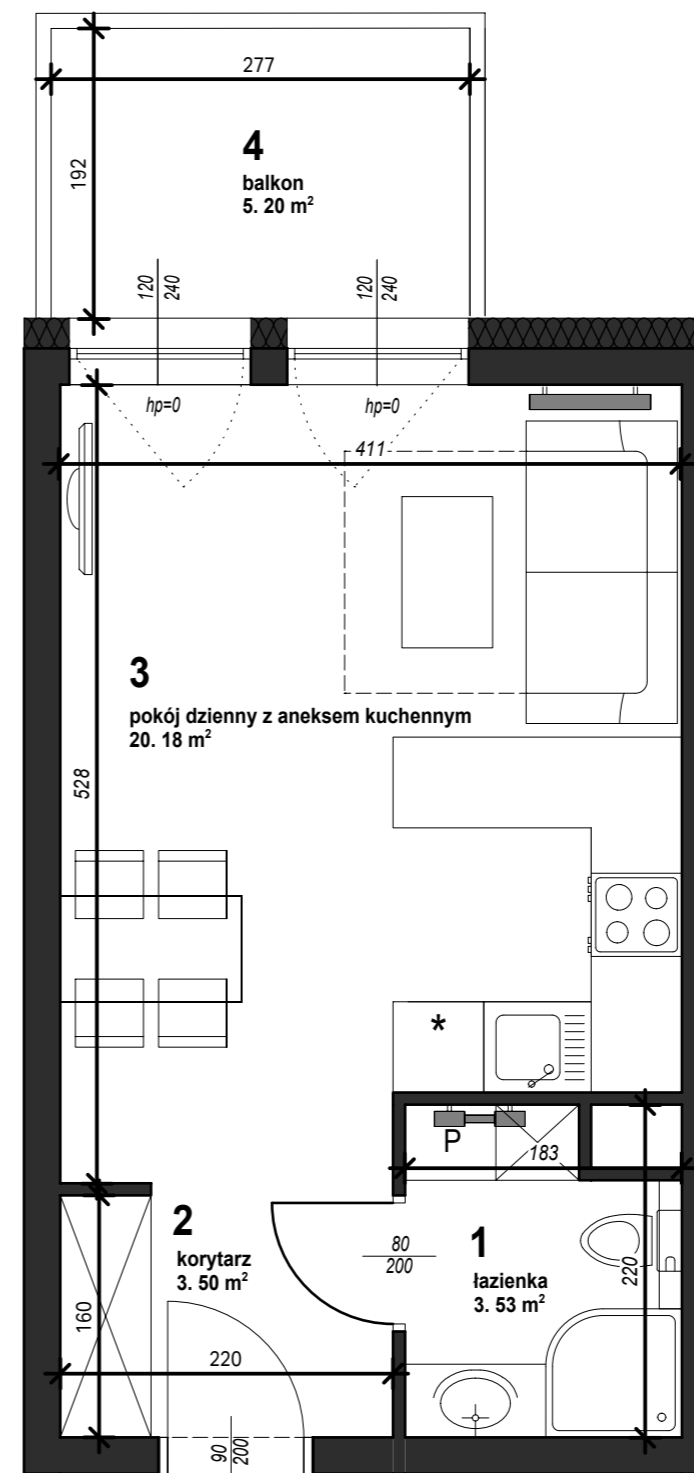 277
192
4
balkon
5. 20 m²
120
240
120
240
hp=0
hp=0
411
3
pokój dzienny z aneksem kuchennym
20. 18 m²
528
*
P
183
2
korytarz
3. 50 m²
80
200
1
łazienka
3. 53 m²
220
160
220
90
200